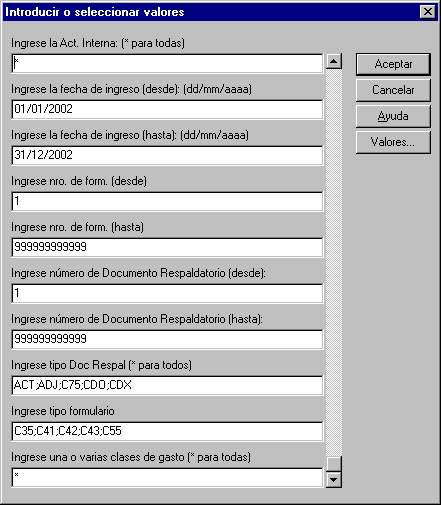 Introducir o seleccionar valores
Ingrese la Act. Interna: (* para todas)
*
Ingrese la fecha de ingreso (desde): (dd/mm/aaaa)
01/01/2002
Ingrese la fecha de ingreso (hasta): (dd/mm/aaaa)
31/12/2002
Ingrese nro. de form. (desde)
1
Ingrese nro. de form. (hasta)
999999999999
Ingrese número de Documento Respaldatorio (desde):
1
Ingrese número de Documento Respaldatorio (hasta):
999999999999
Ingrese tipo Doc Respal (* para todos)
ACT;ADJ;C75;CDO;CDX
Ingrese tipo formulario
C35;C41;C42;C43;C55
Ingrese una o varias clases de gasto (* para todas)
*
Aceptar
Cancelar
Ayuda
Valores...